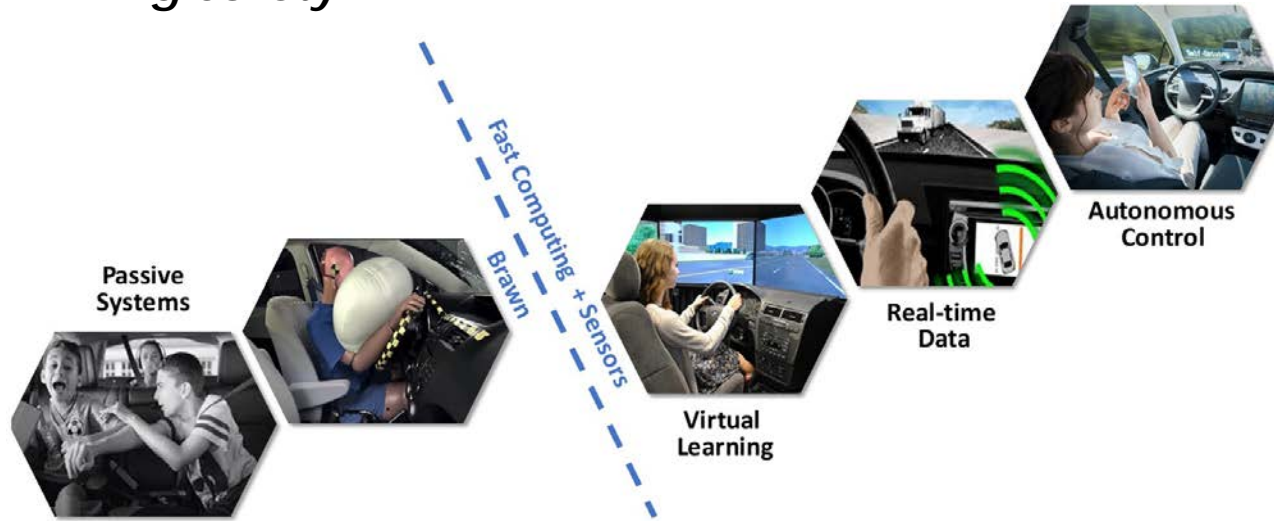 Passive
Systems
Brawn
Fast Computing + Sensors
Virtual
Learning
Real-time
Data
Autonomous
Control